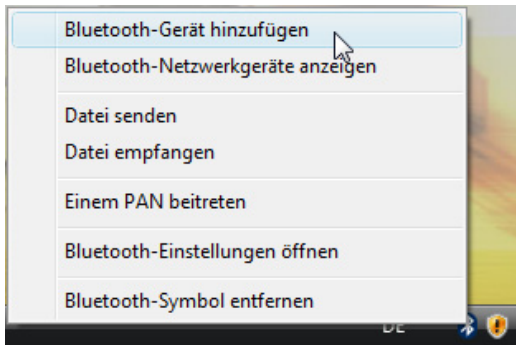 Bluetooth-Gerät hinzufügen
Bluetooth-Netzwerkgeräte anzeigen
Datei senden
Datei empfangen
Einem PAN beitreten
Bluetooth-Einstellungen öffnen
Bluetooth-Symbol entfernen
DE